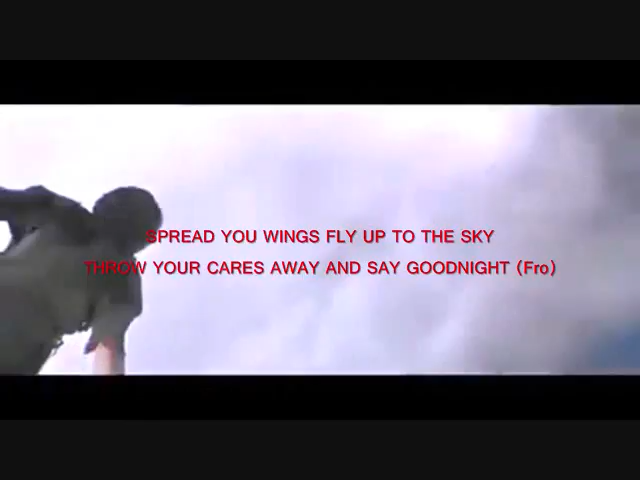 SPREAD YOU WINGS FLY UP TO THE SKY
THROW YOUR CARES AWAY AND SAY GOODNIGHT (Fro)